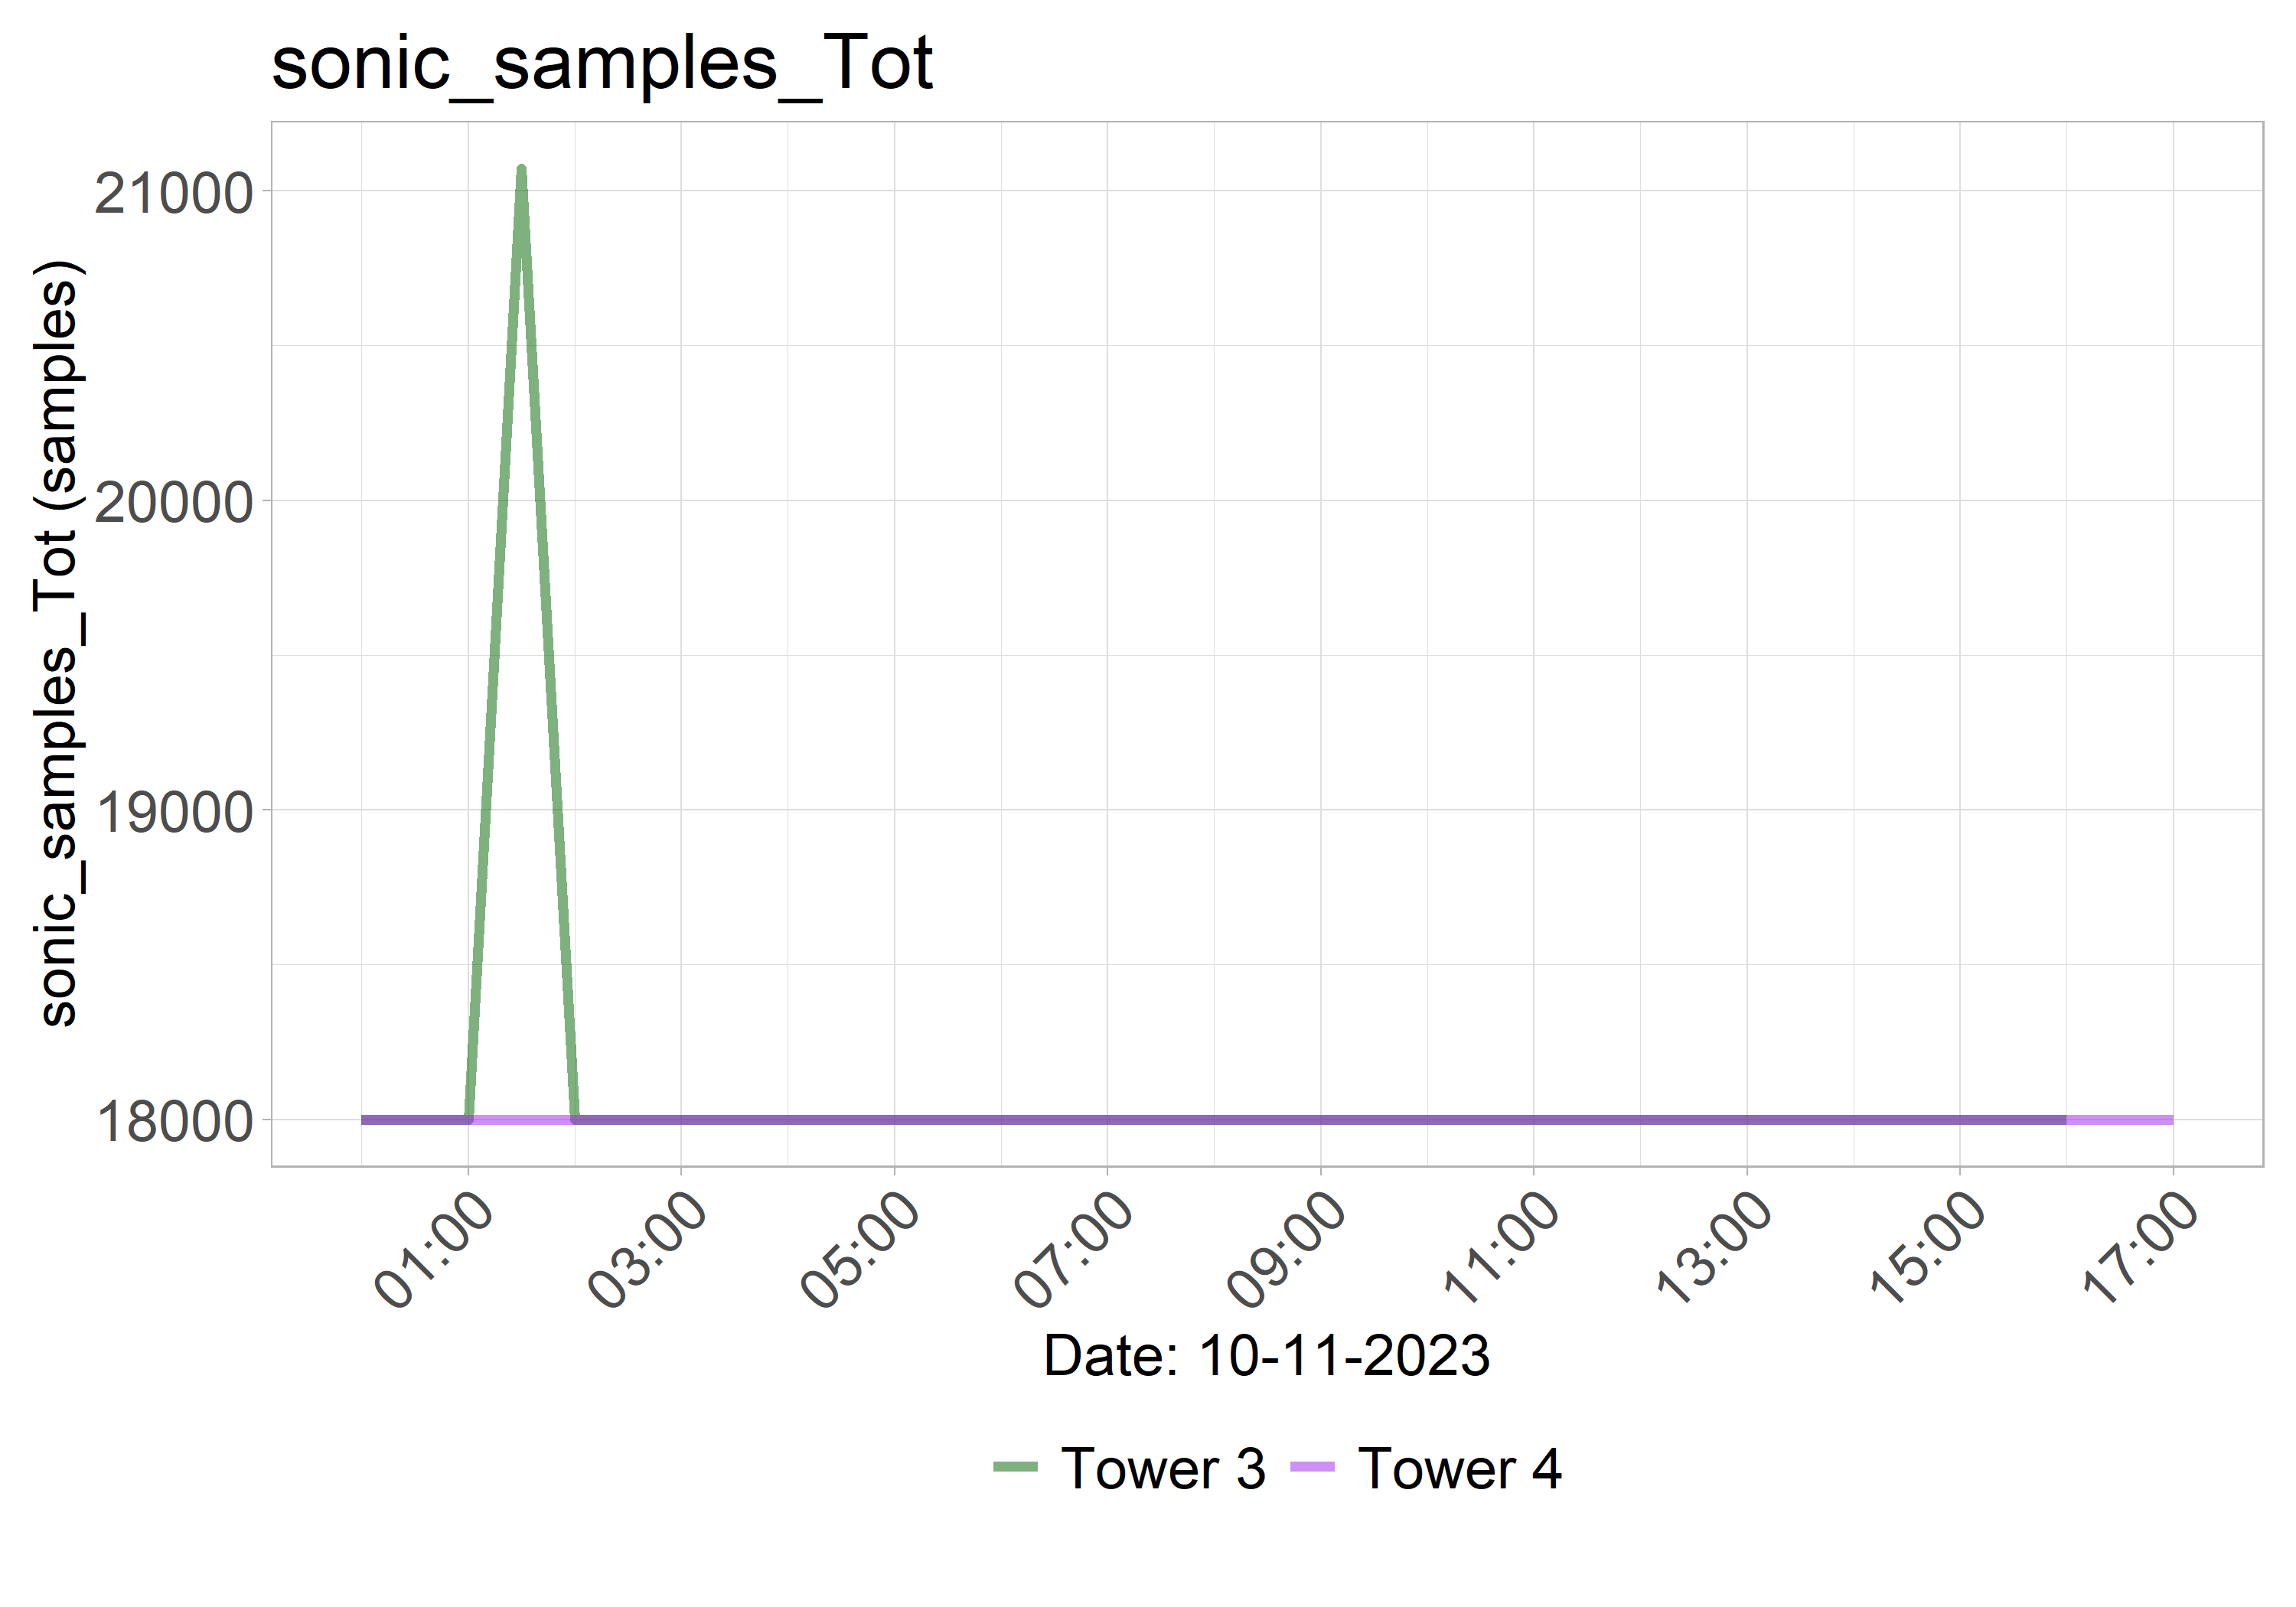 sonic_samples_Tot
sonic_samples_Tot (samples)
21000
20000
19000
18000
01:00
03:00
05:00
07:00
09:00
11:00
13:00
15:00
17:00
Date: 10-11-2023
Tower 3
Tower 4